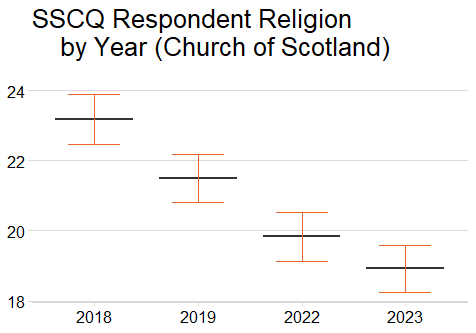 SSCQ Respondent Religion
by Year (Church of Scotland)
24
22
20
18
2018 2019 2022 2023